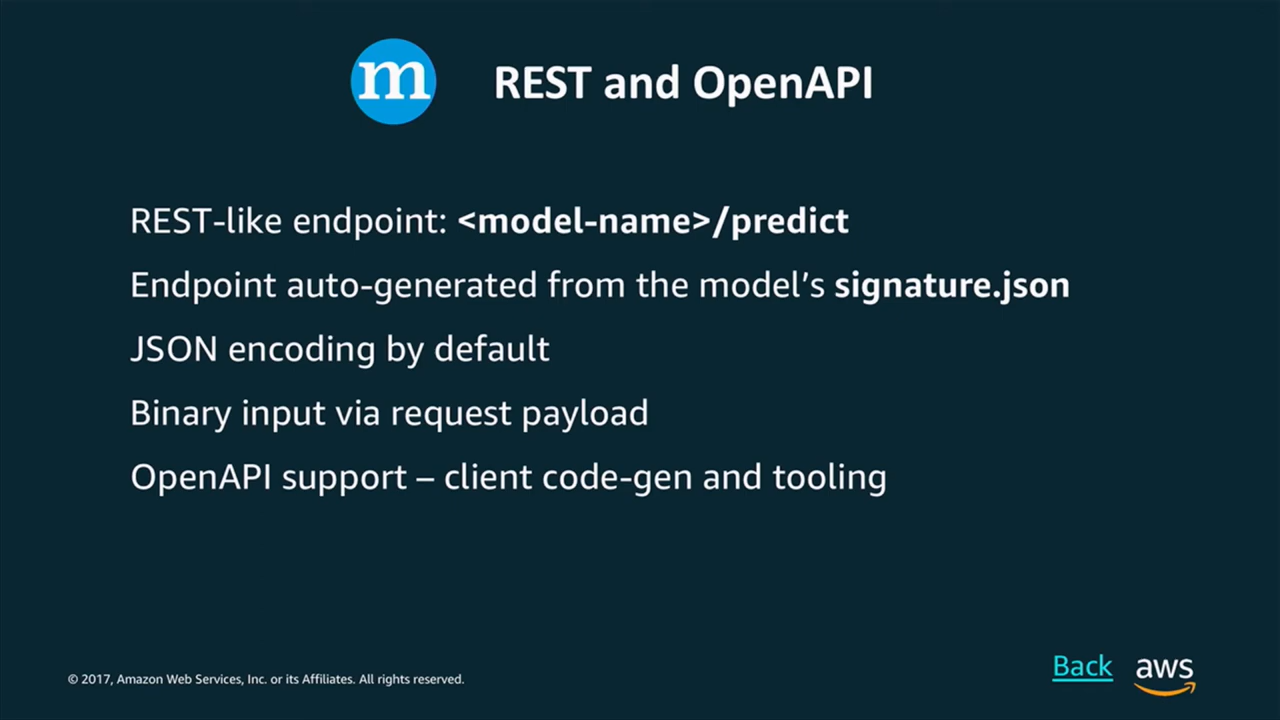 m
REST and OpenAPI
REST-like endpoint: <model-name>/predict
Endpoint auto-generated from the model’s signature.json
JSON encoding by default
Binary input via request payload
OpenAPI support – client code-gen and tooling
© 2017, Amazon Web Services, Inc. or its Affiliates. All rights reserved.
Back
aws